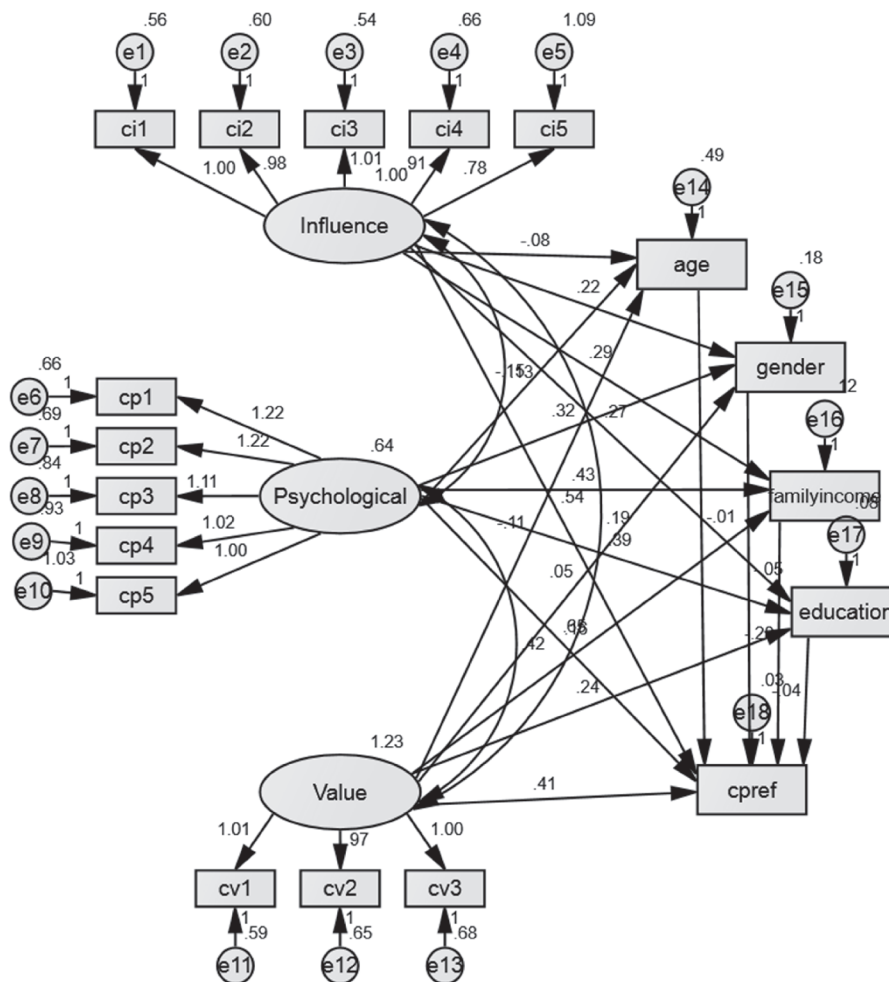 .56 .60 .54 .66 1.09
e1 e2 e3 e4 e5
1 1 1 1 1
ci1 ci2 ci3 ci4 ci5
1.00 .98 1.01 1.00 .91 .78
.49
e14
1
Influence
-.08
age
.18
e15
.22
1
gender
.29
.12
e16
1
.66
e6 1 cp1
.69
1.22
.32 .27
e7 1 cp2
1.22
.64
.84
e8 1 cp3
1.11
Psychological
.43
familyincome
.08
.93
.54
e9 1 cp4
1.02
-.11 .19 -.01
e17
1.03
1.00
.39
1
e10 1 cp5
.05 .05
education
.42
-.20
.24
.03 -.04
e18
1.23
1
Value
.41
cpref
1.01 .97 1.00
cv1 cv2 cv3
1 1 1
.59 .65 .68
e11 e12 e13